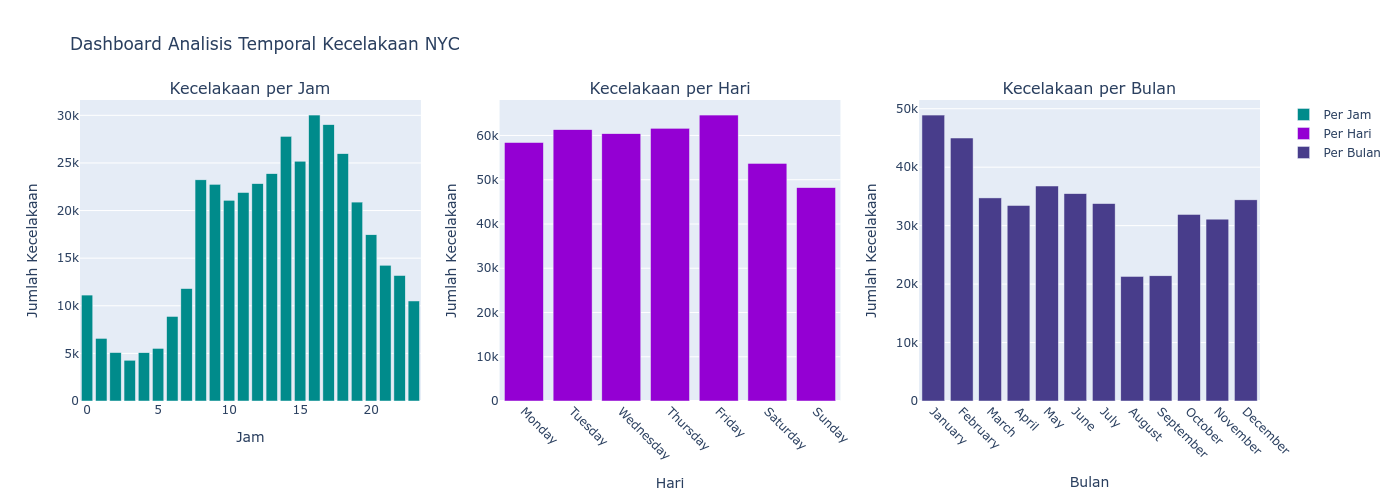 Dashboard Analisis Temporal Kecelakaan NYC
Kecelakaan per Jam
Jumlah Kecelakaan
30k
25k
20k
15k
10k
5k
0
0 5 10 15 20
Jam
Kecelakaan per Hari
Jumlah Kecelakaan
60k
50k
40k
30k
20k
10k
0
Monday Tuesday Wednesday Thursday Friday Saturday Sunday
Hari
Kecelakaan per Bulan
Jumlah Kecelakaan
50k
40k
30k
20k
10k
0
January February March April May June July August September October November December
Bulan
Per Jam
Per Hari
Per Bulan